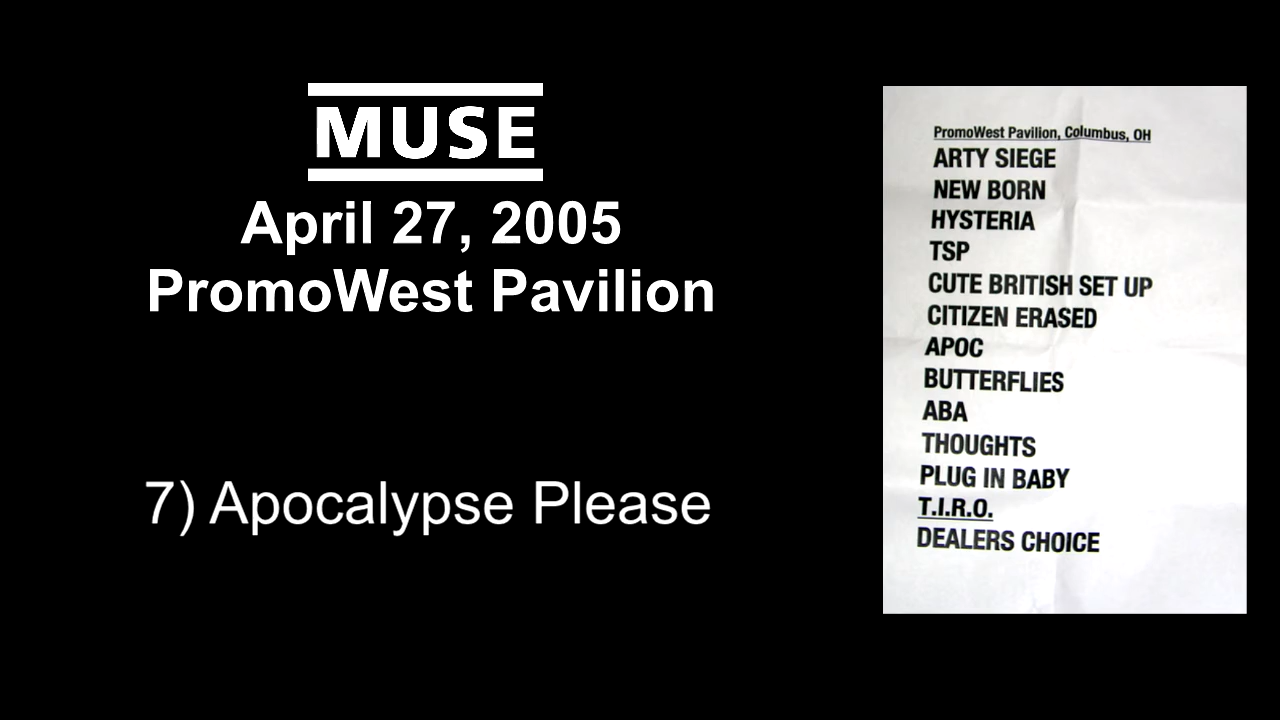 MUSE
April 27, 2005
PromoWest Pavilion
7) Apocalypse Please
PromoWest Pavilion, Columbus, OH
ARTY SIEGE
NEW BORN
HYSTERIA
TSP
CUTE BRITISH SET UP
CITIZEN ERASED
APOC
BUTTERFLIES
ABA
THOUGHTS
PLUG IN BABY
T.I.R.O.
DEALERS CHOICE